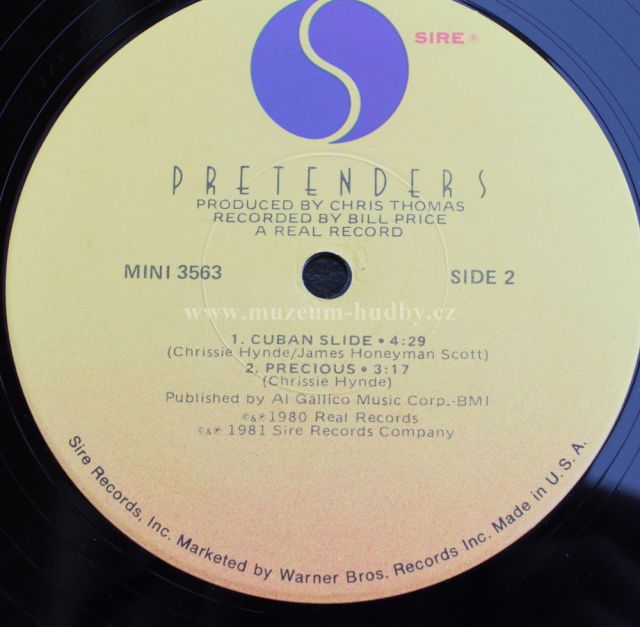 SIRE ®
PRETENDERS
PRODUCED BY CHRIS THOMAS
RECORDED BY BILL PRICE
A REAL RECORD
MINI 3563
SIDE 2
www.muzeum-hudby.cz
1. CUBAN SLIDE • 4:29
(Chrissie Hynde/James Honeyman Scott)
2. PRECIOUS • 3:17
(Chrissie Hynde)
Published by Al Gallico Music Corp.-BMI
©&℗ 1980 Real Records
©&℗ 1981 Sire Records Company
Sire Records, Inc. Marketed by Warner Bros. Records Inc. Made in U.S.A.